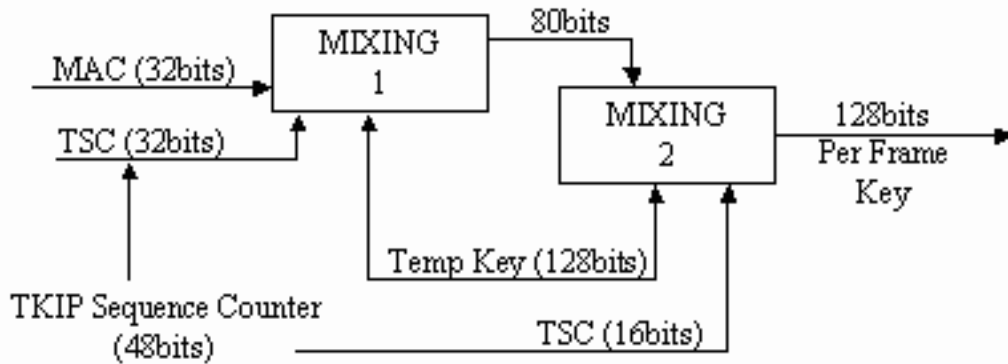 MIXING
1
80bits
MAC (32bits)
TSC (32bits)
MIXING
2
128bits
Per Frame
Key
Temp Key (128bits)
TKIP Sequence Counter
(48bits)
TSC (16bits)